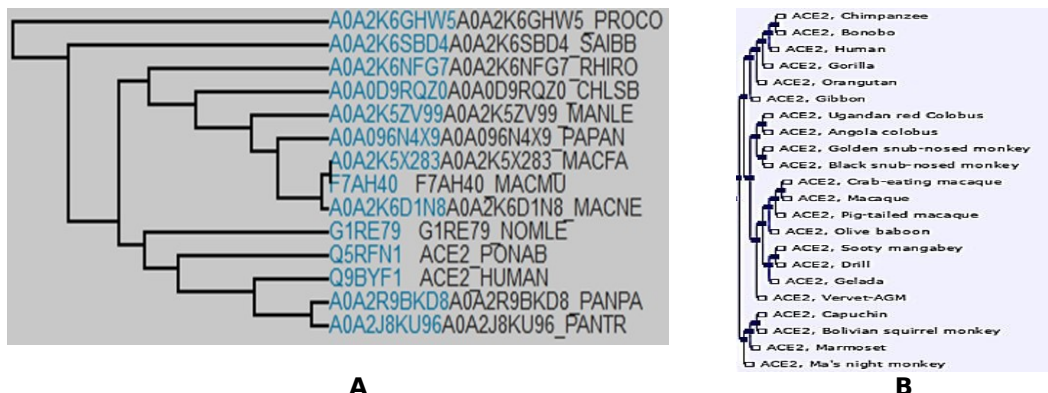 A0A2K6GHW5A0A2K6GHW5_PROCO
A0A2K6SBD4A0A2K6SBD4_SAIBB
A0A2K6NFG7A0A2K6NFG7_RHIRO
A0A0D9RQZ0A0A0D9RQZ0_CHLSB
A0A2K5ZV99A0A2K5ZV99_MANLE
A0A096N4X9A0A096N4X9_PAPAN
A0A2K5X283A0A2K5X283_MACFA
F7AH40 F7AH40_MACMU
A0A2K6D1N8A0A2K6D1N8_MACNE
G1RE79 G1RE79_NOMLE
Q5RFN1 ACE2_PONAB
Q9BYF1 ACE2_HUMAN
A0A2R9BKD8A0A2R9BKD8_PANPA
A0A2J8KU96A0A2J8KU96_PANTR
A
ACE2, Chimpanzee
ACE2, Bonobo
ACE2, Human
ACE2, Gorilla
ACE2, Orangutan
ACE2, Gibbon
ACE2, Ugandan red Colobus
ACE2, Angola colobus
ACE2, Golden snub-nosed monkey
ACE2, Black snub-nosed monkey
ACE2, Crab-eating macaque
ACE2, Macaque
ACE2, Pig-tailed macaque
ACE2, Olive baboon
ACE2, Sooty mangabey
ACE2, Drill
ACE2, Gelada
ACE2, Vervet-AGM
ACE2, Capuchin
ACE2, Bolivian squirrel monkey
ACE2, Marmoset
ACE2, Ma's night monkey
B